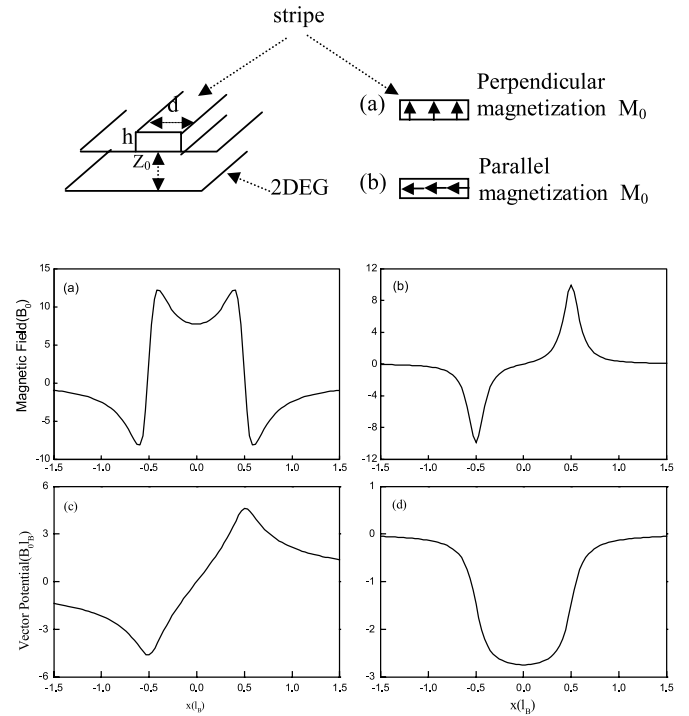 stripe
d
h
Z₀
2DEG
(a)
Perpendicular
magnetization M₀
(b)
Parallel
magnetization M₀
(a)
Magnetic Field(B₀)
15
10
5
0
-5
-10
-1.5 -1.0 -0.5 0.0 0.5 1.0 1.5
(b)
12
8
4
0
-4
-8
-12
-1.5 -1.0 -0.5 0.0 0.5 1.0 1.5
(c)
Vector Potential(B₀l_B)
6
3
0
-3
-6
-1.5 -1.0 -0.5 0.0 0.5 1.0 1.5
x(l_B)
(d)
1
0
-1
-2
-3
-1.5 -1.0 -0.5 0.0 0.5 1.0 1.5
x(l_B)